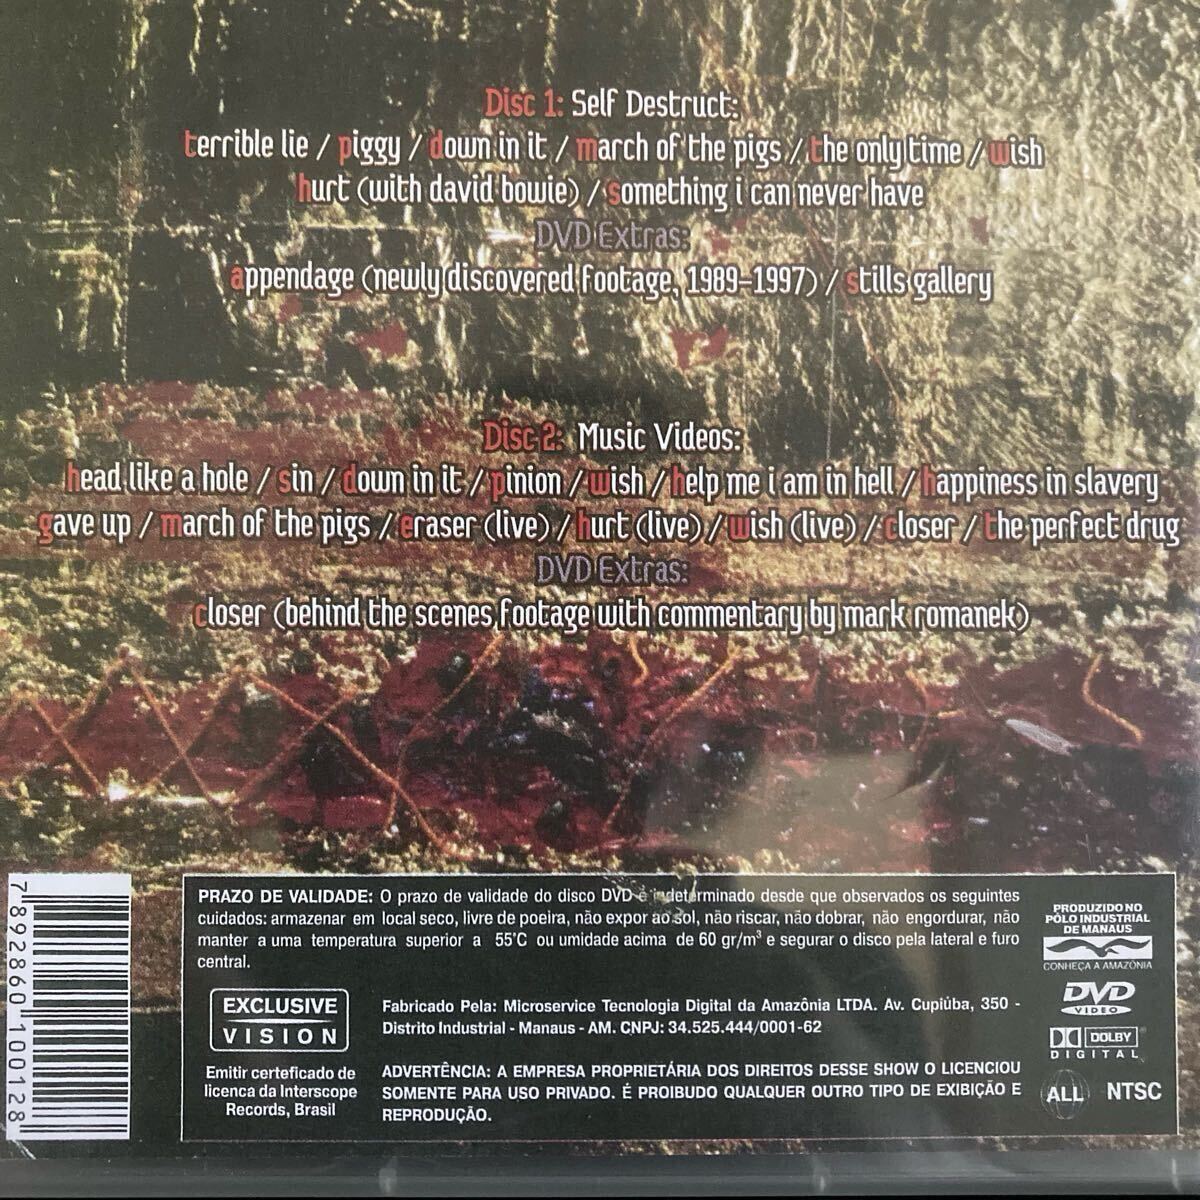 Disc 1: Self Destruct:
terrible lie / piggy / down in it / march of the pigs / the only time / wish
hurt (with david bowie) / something i can never have
DVD Extras:
appendage (newly discovered footage, 1989-1997) / stills gallery
Disc 2: Music Videos:
head like a hole / sin / down in it / pinion / wish / help me i am in hell / happiness in slavery
gave up / march of the pigs / eraser (live) / hurt (live) / wish (live) / closer / the perfect drug
DVD Extras:
closer (behind the scenes footage with commentary by mark romanek)
7 892860 100128
PRAZO DE VALIDADE: O prazo de validade do disco DVD é indeterminado desde que observados os seguintes
cuidados: armazenar em local seco, livre de poeira, não expor ao sol, não riscar, não dobrar, não engordurar, não
manter a uma temperatura superior a 55°C ou umidade acima de 60 gr/m³ e segurar o disco pela lateral e furo
central.
EXCLUSIVE
VISION
Emitir certeficado de
licenca da Interscope
Records, Brasil
Fabricado Pela: Microservice Tecnologia Digital da Amazônia LTDA. Av. Cupiúba, 350 -
Distrito Industrial - Manaus - AM. CNPJ: 34.525.444/0001-62
ADVERTÊNCIA: A EMPRESA PROPRIETÁRIA DOS DIREITOS DESSE SHOW O LICENCIOU
SOMENTE PARA USO PRIVADO. É PROIBUDO QUALQUER OUTRO TIPO DE EXIBIÇÃO E
REPRODUÇÃO.
PRODUZIDO NO
PÓLO INDUSTRIAL
DE MANAUS
CONHEÇA A AMAZÔNIA
DVD
VIDEO
DOLBY
DIGITAL
ALL
NTSC